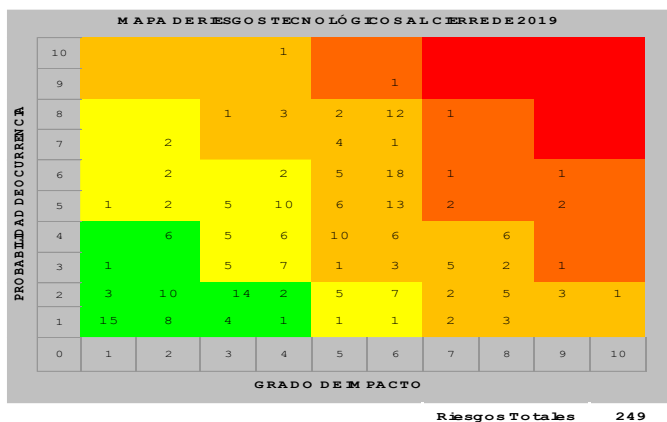 MAPA DE RIESGOS TECNOLÓGICOS AL CIERRE DE 2019
PROBABILIDAD DE OCURRENCIA
10 1
9 1
8 1 3 2 12 1
7 2 4 1
6 2 2 5 18 1 1
5 1 2 5 10 6 13 2 2
4 6 5 6 10 6 6
3 1 5 7 1 3 5 2 1
2 3 10 14 2 5 7 2 5 3 1
1 15 8 4 1 1 1 2 3
0 1 2 3 4 5 6 7 8 9 10
GRADO DE IMPACTO
Riesgos Totales 249